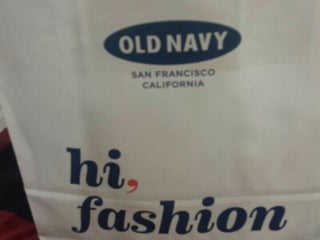 OLD NAVY
SAN FRANCISCO
CALIFORNIA
hi,
fashion